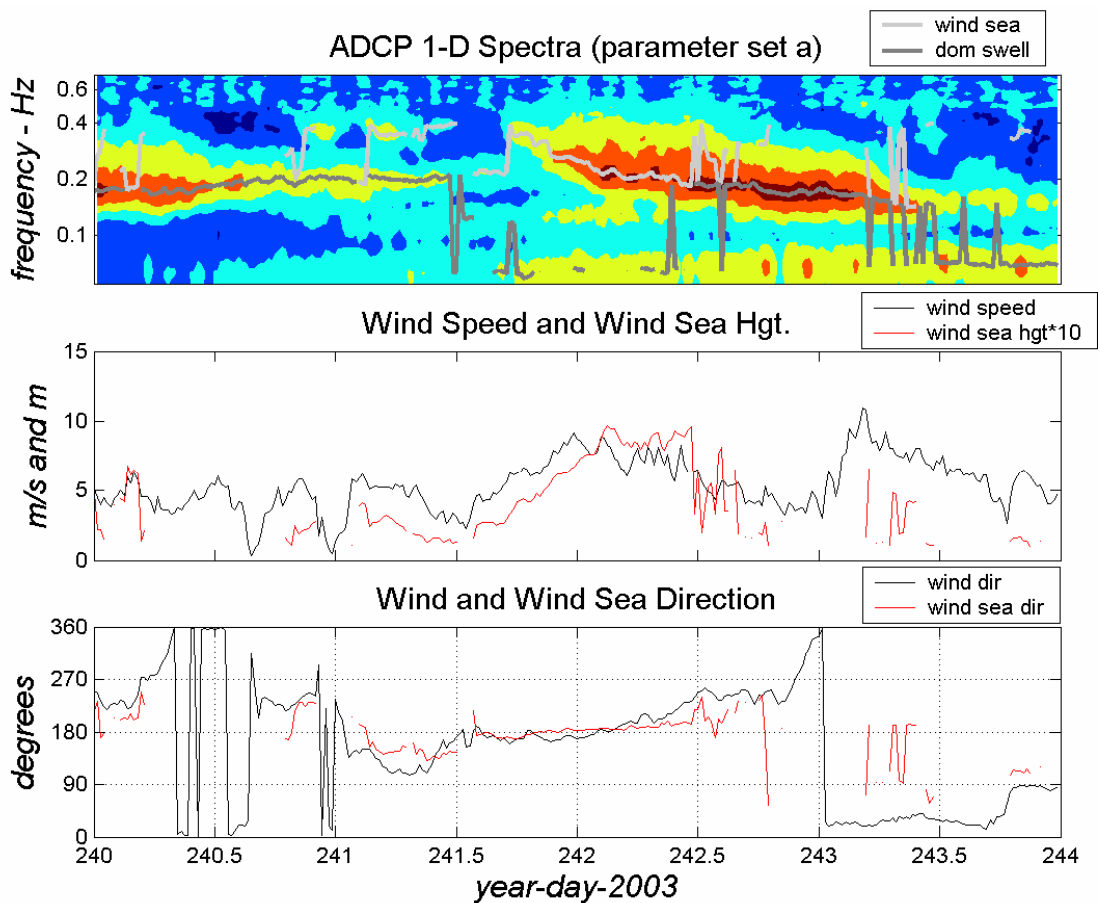 wind sea
dom swell
ADCP 1-D Spectra (parameter set a)
frequency - Hz
0.6
0.4
0.2
0.1
wind speed
wind sea hgt*10
Wind Speed and Wind Sea Hgt.
m/s and m
15
10
5
0
wind dir
wind sea dir
Wind and Wind Sea Direction
degrees
360
270
180
90
0
240 240.5 241 241.5 242 242.5 243 243.5 244
year-day-2003